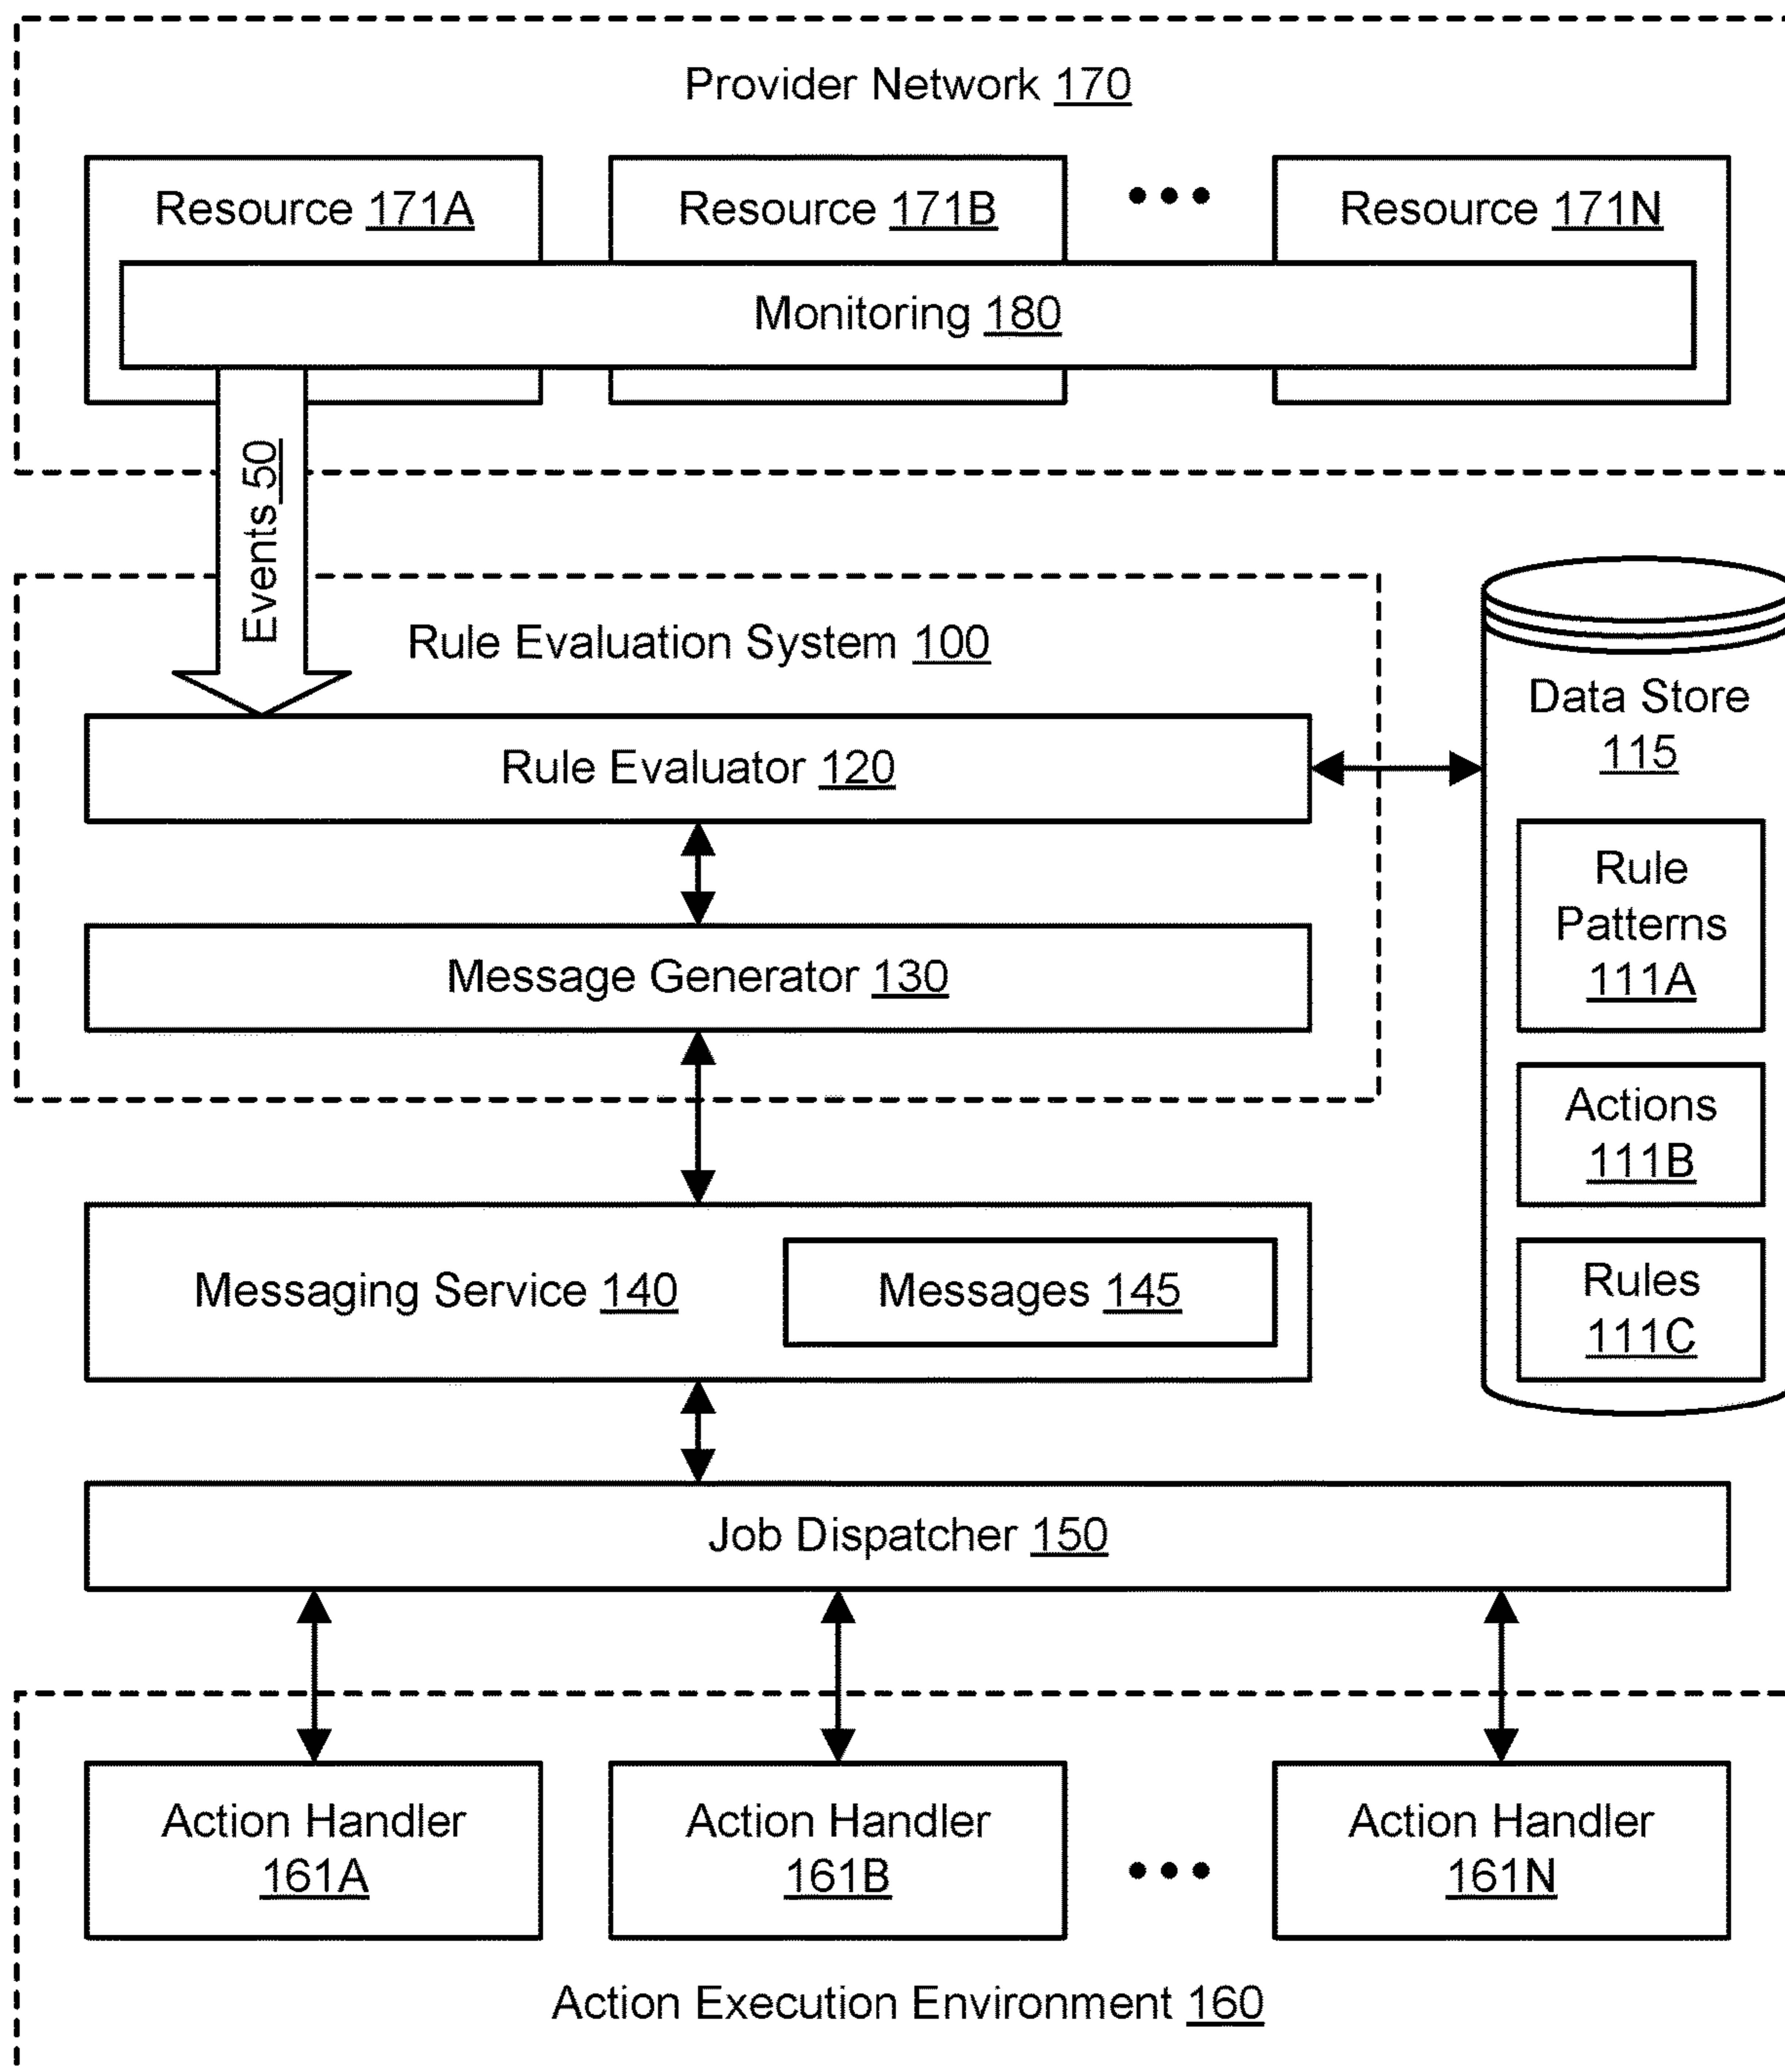 Provider Network 170
Resource 171A
Resource 171B
Resource 171N
Monitoring 180
Events 50
Rule Evaluation System 100
Rule Evaluator 120
Message Generator 130
Data Store
115
Rule
Patterns
111A
Actions
111B
Rules
111C
Messaging Service 140
Messages 145
Job Dispatcher 150
Action Handler
161A
Action Handler
161B
Action Handler
161N
Action Execution Environment 160